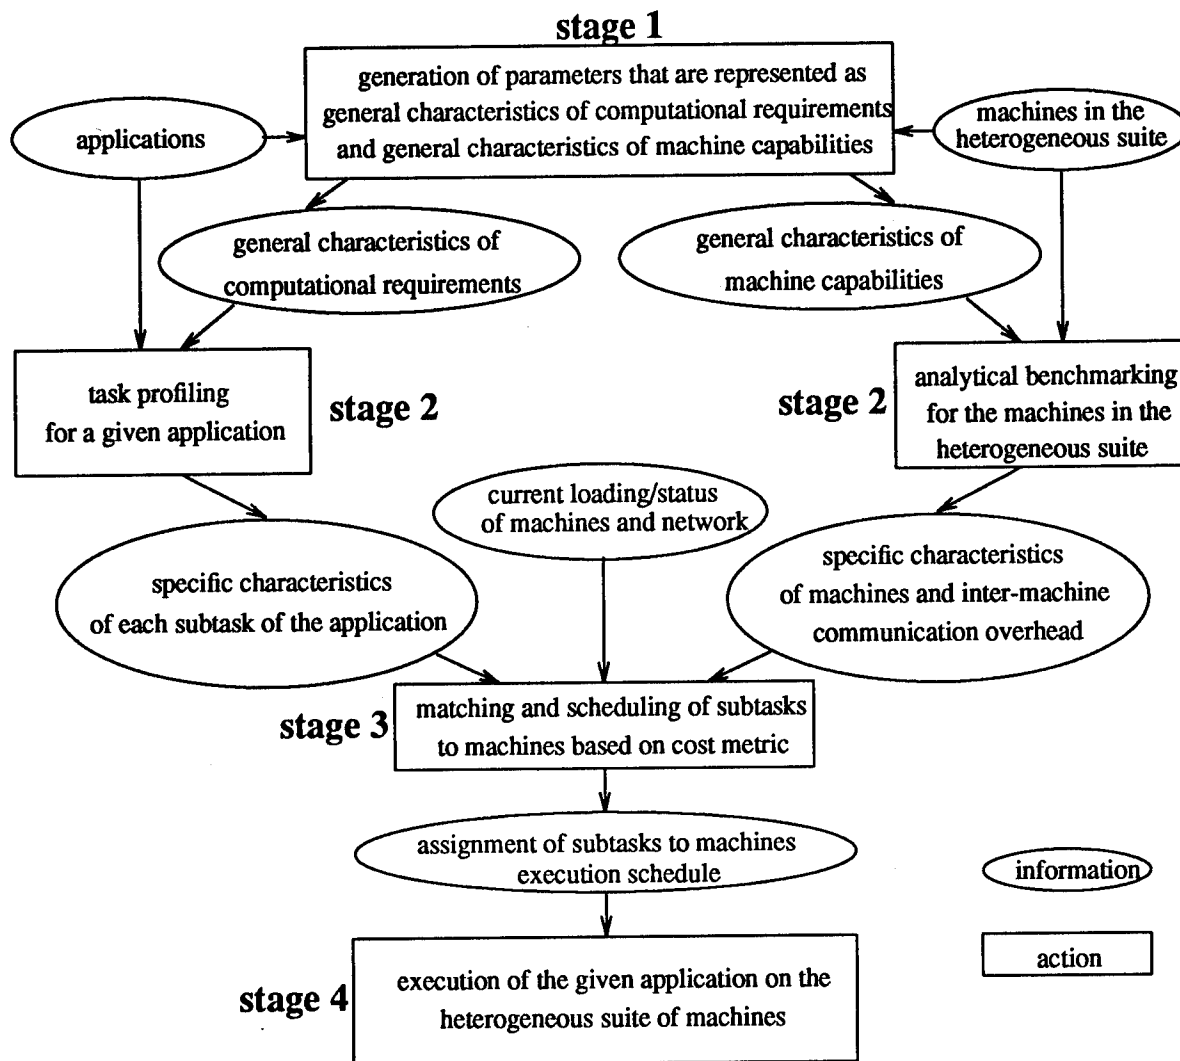 stage 1
generation of parameters that are represented as
general characteristics of computational requirements
and general characteristics of machine capabilities
applications
machines in the
heterogeneous suite
general characteristics of
computational requirements
general characteristics of
machine capabilities
task profiling
for a given application
stage 2
stage 2
analytical benchmarking
for the machines in the
heterogeneous suite
current loading/status
of machines and network
specific characteristics
of each subtask of the application
specific characteristics
of machines and inter-machine
communication overhead
stage 3
matching and scheduling of subtasks
to machines based on cost metric
assignment of subtasks to machines
execution schedule
information
action
stage 4
execution of the given application on the
heterogeneous suite of machines